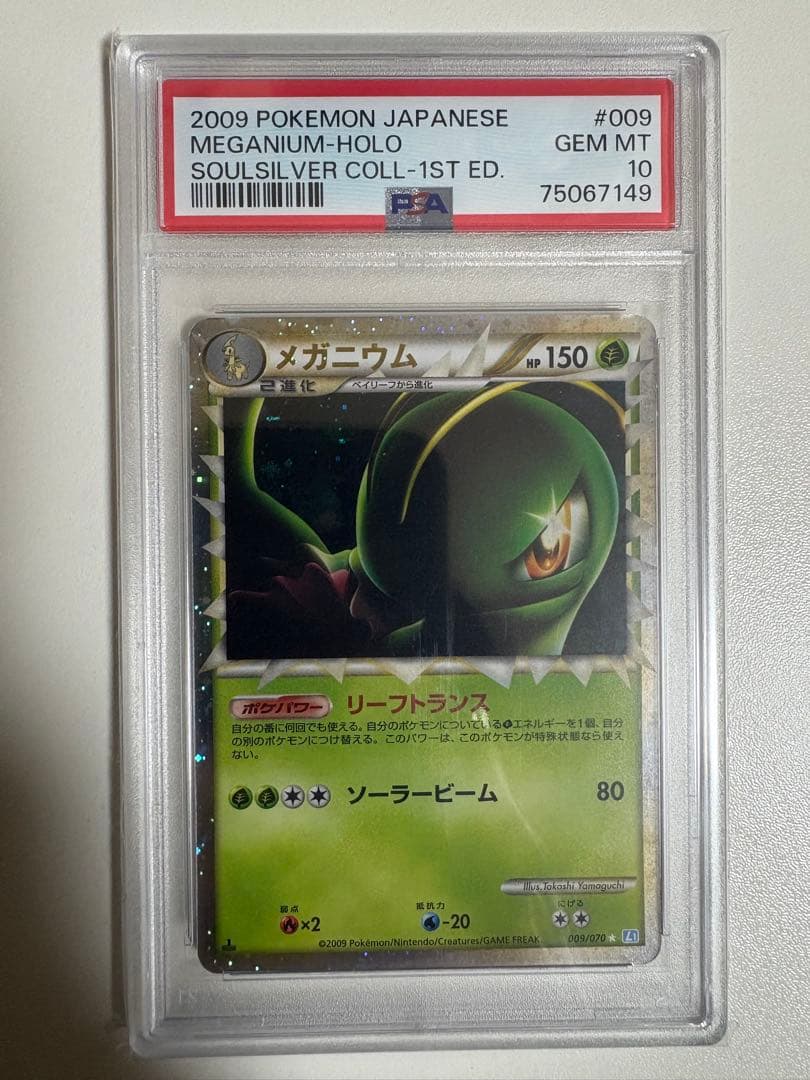 2009 POKEMON JAPANESE #009
MEGANIUM-HOLO GEM MT
SOULSILVER COLL-1ST ED. 10
PSA 75067149
メガニウム HP 150
2進化 ベイリーフから進化
ポケパワー リーフトランス
自分の番に何回でも使える。自分のポケモンについている エネルギーを1個、自分
の別のポケモンにつけ替える。このパワーは、このポケモンが特殊状態なら使え
ない。
ソーラービーム 80
Illus.Takashi Yamaguchi
弱点 抵抗力 にげる
×2 -20
1 ©2009 Pokémon/Nintendo/Creatures/GAME FREAK 009/070 ★ L1